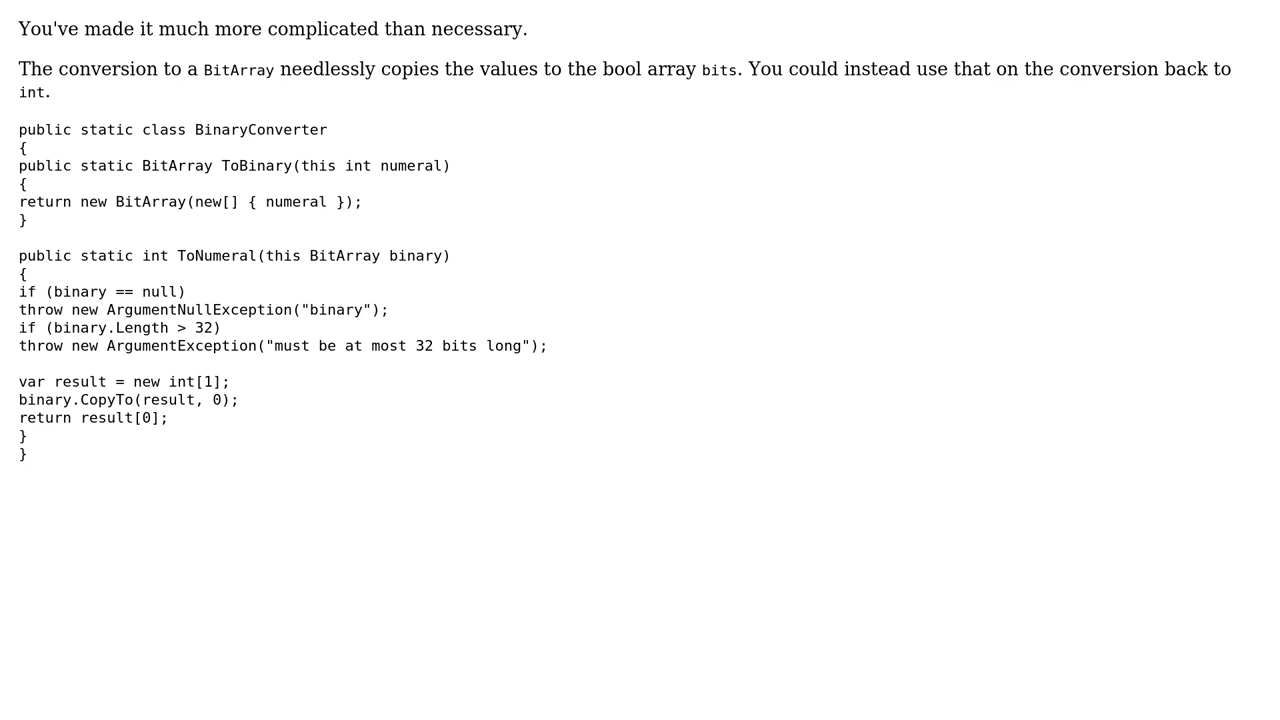 You've made it much more complicated than necessary.
The conversion to a BitArray needlessly copies the values to the bool array bits. You could instead use that on the conversion back to
int.
public static class BinaryConverter
{
public static BitArray ToBinary(this int numeral)
{
return new BitArray(new[] { numeral });
}
public static int ToNumeral(this BitArray binary)
{
if (binary == null)
throw new ArgumentNullException("binary");
if (binary.Length > 32)
throw new ArgumentException("must be at most 32 bits long");
var result = new int[1];
binary.CopyTo(result, 0);
return result[0];
}
}